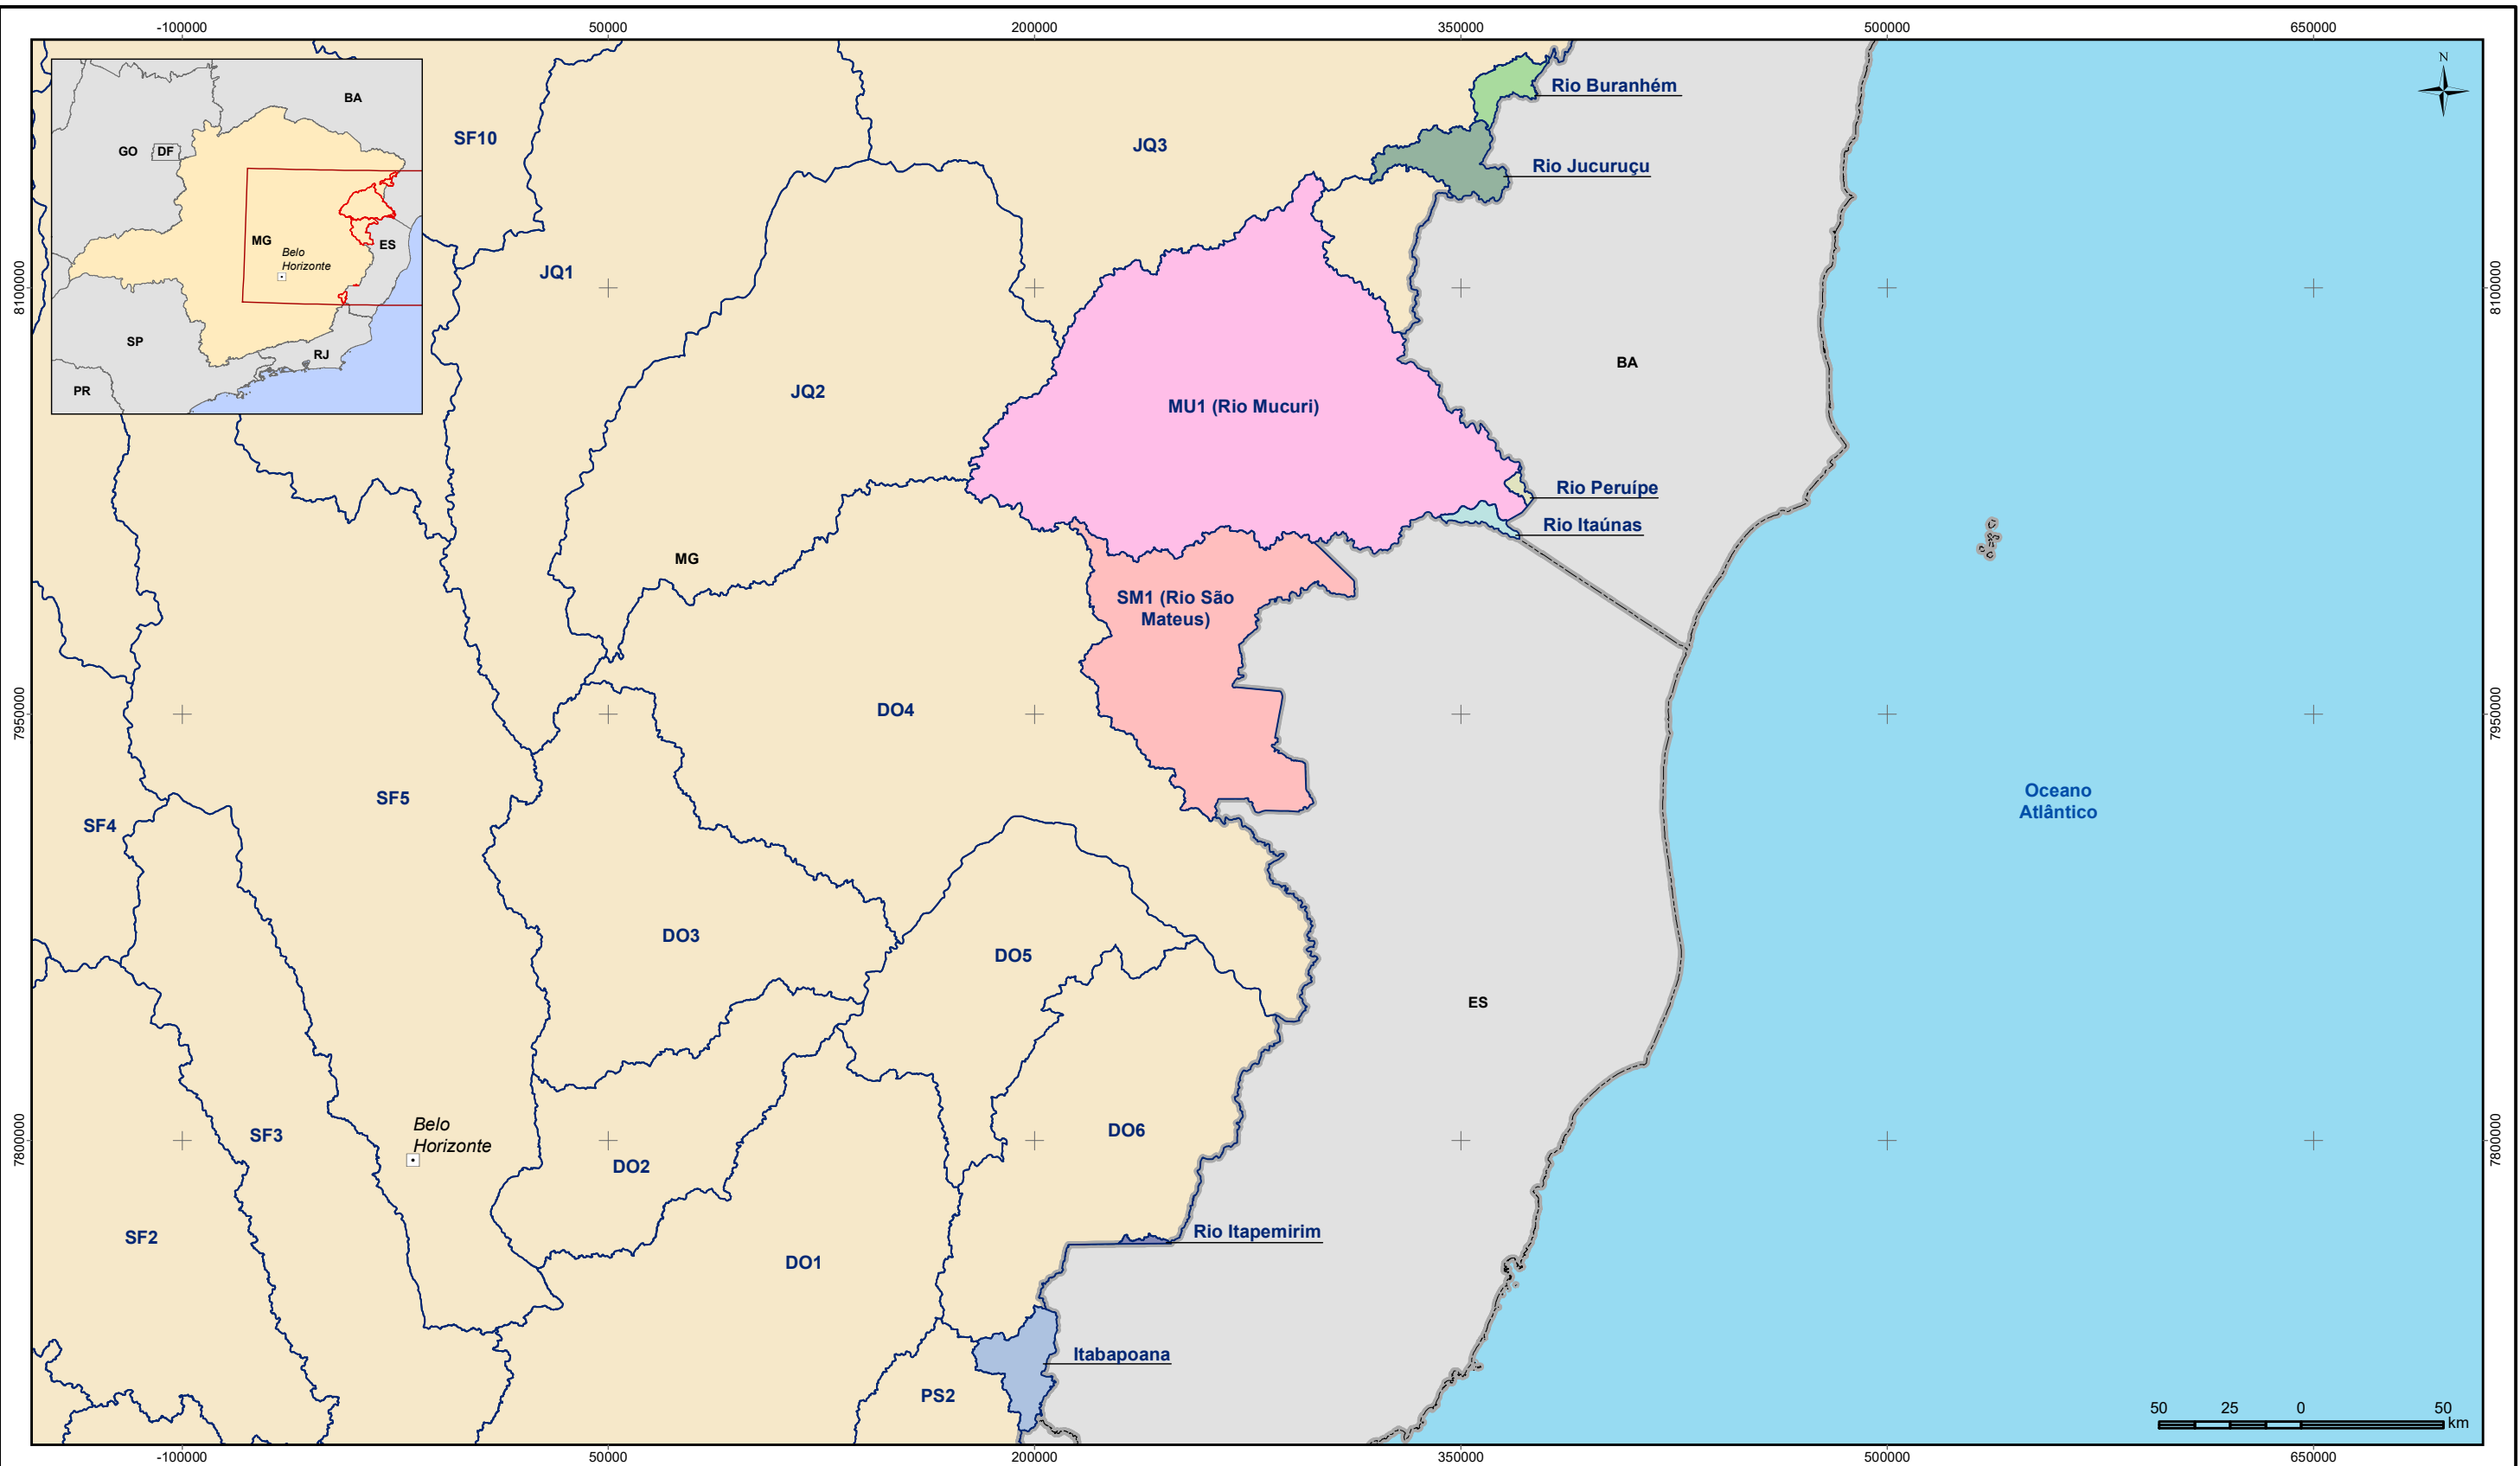 -100000 50000 200000 350000 500000 650000
N
BA
GO
DF
MG
Belo
Horizonte
ES
SP
RJ
PR
SF10
JQ3
Rio Buranhém
Rio Jucuruçu
JQ1
8100000
8100000
BA
JQ2
MU1 (Rio Mucuri)
Rio Peruípe
Rio Itaúnas
MG
SM1 (Rio São
Mateus)
DO4
7950000
7950000
SF5
SF4
Oceano
Atlântico
DO3
DO5
ES
Belo
Horizonte
SF3
DO6
7800000
7800000
DO2
SF2
Rio Itapemirim
DO1
Itabapoana
PS2
50 25 0 50
km
-100000 50000 200000 350000 500000 650000